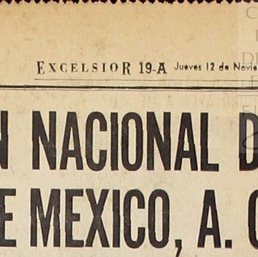 EXCELSIOR 19-A Jueves 12 de Novie
N NACIONAL D
E MEXICO, A. C